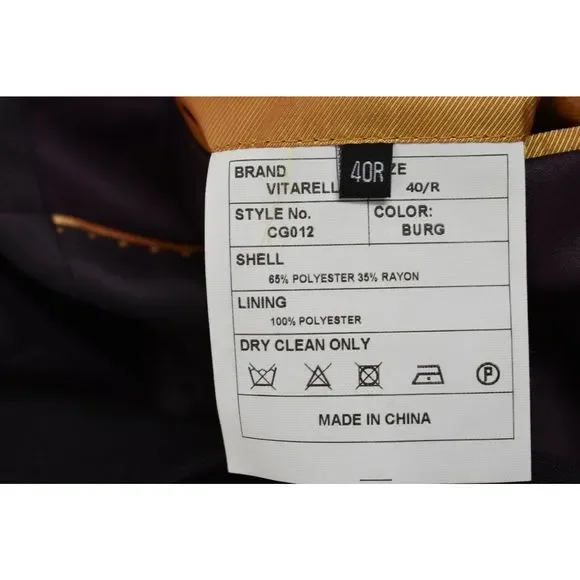 40R
BRAND ZE
VITARELL 40/R
STYLE No. COLOR:
CG012 BURG
SHELL
65% POLYESTER 35% RAYON
LINING
100% POLYESTER
DRY CLEAN ONLY
P
MADE IN CHINA